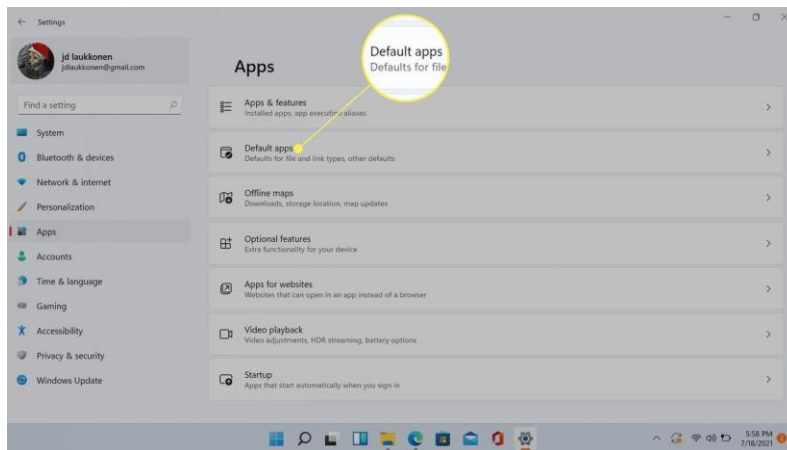 Settings
jd laukkonen
jdlaukkonen@gmail.com
Find a setting
System
Bluetooth & devices
Network & internet
Personalization
Apps
Accounts
Time & language
Gaming
Accessibility
Privacy & security
Windows Update
Apps
Default apps
Defaults for file
Apps & features
Installed apps, app execution aliases
Default apps
Defaults for file and link types, other defaults
Offline maps
Downloads, storage location, map updates
Optional features
Extra functionality for your device
Apps for websites
Websites that can open in an app instead of a browser
Video playback
Video adjustments, HDR streaming, battery options
Startup
Apps that start automatically when you sign in
5:58 PM
7/18/2021